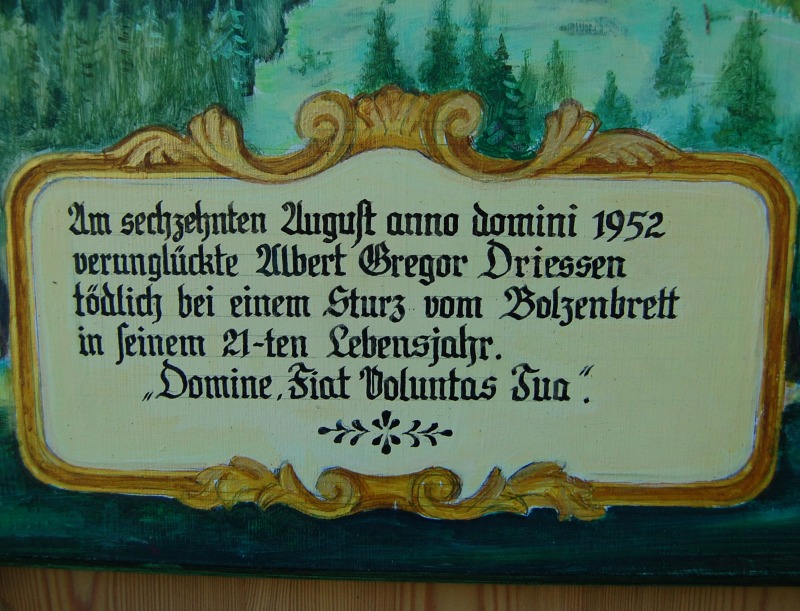 Am sechzehnten August anno domini 1952
verunglückte Albert Gregor Driessen
tödlich bei einem Sturz vom Bolzenbrett
in seinem 21-ten Lebensjahr.
„Domine, Fiat Voluntas Tua“.